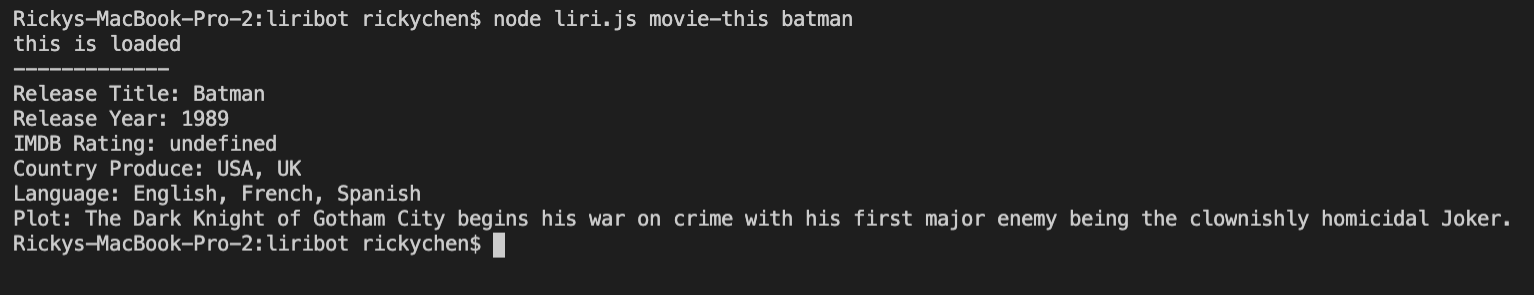 Rickys-MacBook-Pro-2:liribot rickychen$ node liri.js movie-this batman
this is loaded
-------------
Release Title: Batman
Release Year: 1989
IMDB Rating: undefined
Country Produce: USA, UK
Language: English, French, Spanish
Plot: The Dark Knight of Gotham City begins his war on crime with his first major enemy being the clownishly homicidal Joker.
Rickys-MacBook-Pro-2:liribot rickychen$